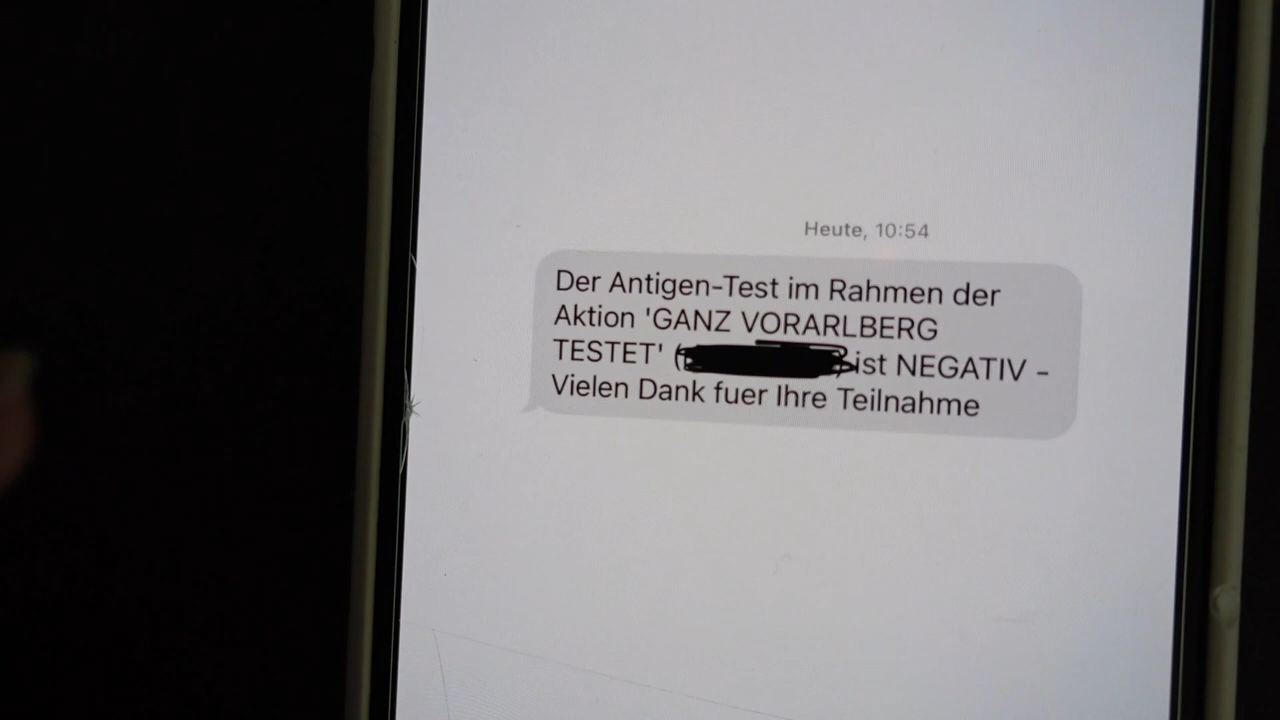 Heute, 10:54
Der Antigen-Test im Rahmen der
Aktion 'GANZ VORARLBERG
TESTET' ( ) ist NEGATIV -
Vielen Dank fuer Ihre Teilnahme